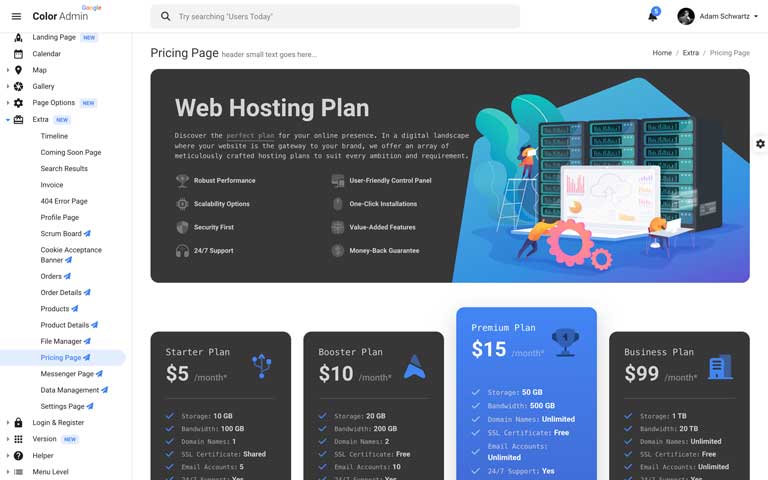 Google
Color Admin
Try searching "Users Today"
5
Adam Schwartz
Landing Page NEW
Calendar
Map
Gallery
Page Options NEW
Extra NEW
Timeline
Coming Soon Page
Search Results
Invoice
404 Error Page
Profile Page
Scrum Board
Cookie Acceptance
Banner
Orders
Order Details
Products
Product Details
File Manager
Pricing Page
Messenger Page
Data Management
Settings Page
Login & Register
Version NEW
Helper
Menu Level
Pricing Page header small text goes here...
Home / Extra / Pricing Page
Web Hosting Plan
Discover the perfect plan for your online presence. In a digital landscape
where your website is the gateway to your brand, we offer an array of
meticulously crafted hosting plans to suit every ambition and requirement.
Robust Performance
User-Friendly Control Panel
Scalability Options
One-Click Installations
Security First
Value-Added Features
24/7 Support
Money-Back Guarantee
Starter Plan
$5 /month*
Storage: 10 GB
Bandwidth: 100 GB
Domain Names: 1
SSL Certificate: Shared
Email Accounts: 5
24/7 Support: Yes
Booster Plan
$10 /month*
Storage: 20 GB
Bandwidth: 200 GB
Domain Names: 2
SSL Certificate: Free
Email Accounts: 10
24/7 Support: Yes
Premium Plan
$15 /month*
Storage: 50 GB
Bandwidth: 500 GB
Domain Names: Unlimited
SSL Certificate: Free
Email Accounts:
Unlimited
24/7 Support: Yes
Business Plan
$99 /month*
Storage: 1 TB
Bandwidth: 20 TB
Domain Names: Unlimited
SSL Certificate: Free
Email Accounts: Unlimited
24/7 Support: Yes